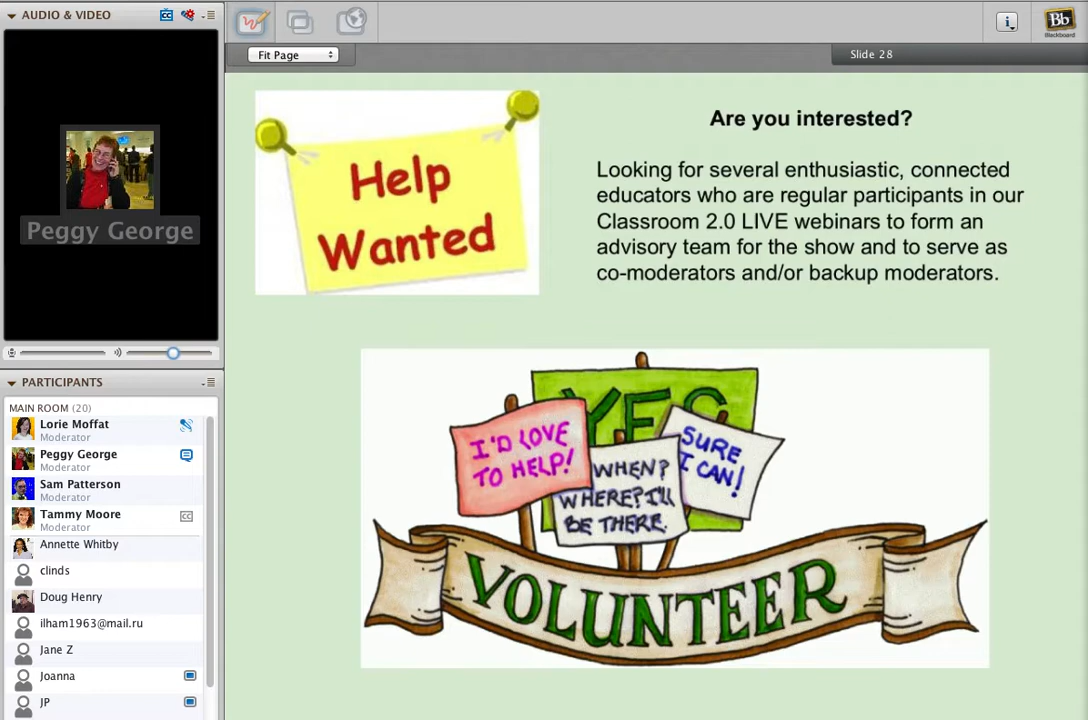 AUDIO & VIDEO
Peggy George
PARTICIPANTS
MAIN ROOM (20)
Lorie Moffat
Moderator
Peggy George
Moderator
Sam Patterson
Moderator
Tammy Moore
Moderator
Annette Whitby
clinds
Doug Henry
ilham1963@mail.ru
Jane Z
Joanna
JP
Fit Page
Slide 28
i
Bb
Blackboard
Help
Wanted
Are you interested?
Looking for several enthusiastic, connected
educators who are regular participants in our
Classroom 2.0 LIVE webinars to form an
advisory team for the show and to serve as
co-moderators and/or backup moderators.
YES
I'D LOVE
TO HELP!
WHEN?
WHERE? I'll
BE THERE.
SURE
I CAN!
VOLUNTEER